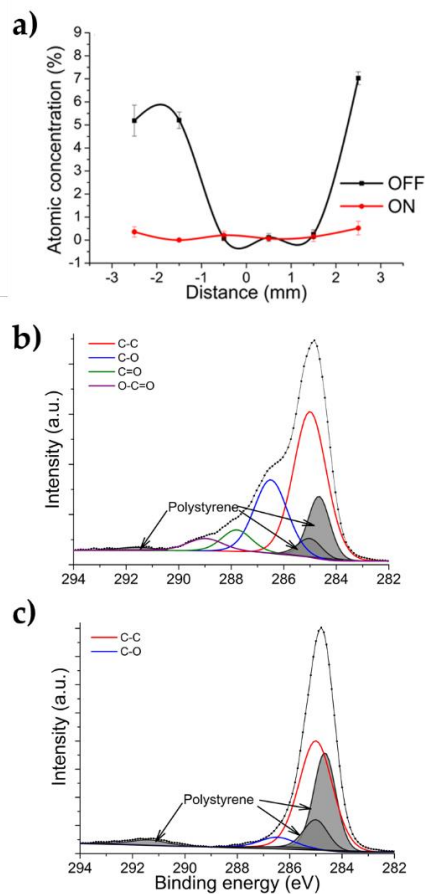 a)
Atomic concentration (%)
9
8
7
6
5
4
3
2
1
0
-1
OFF
ON
-3 -2 -1 0 1 2 3
Distance (mm)
b)
C-C
C-O
C=O
O-C=O
Intensity (a.u.)
Polystyrene
294 292 290 288 286 284 282
c)
C-C
C-O
Intensity (a.u.)
Polystyrene
294 292 290 288 286 284 282
Binding energy (eV)